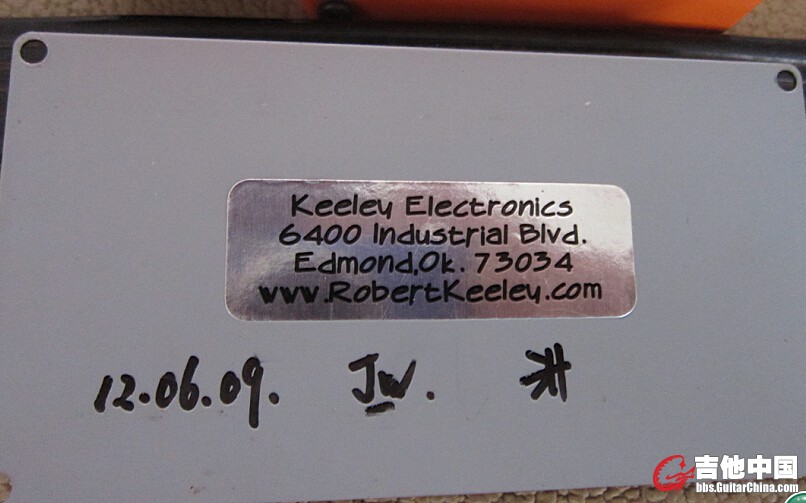 Keeley Electronics
6400 Industrial Blvd.
Edmond,Ok. 73034
www.RobertKeeley.com
12.06.09. JW.
吉他中国
bbs.GuitarChina.com